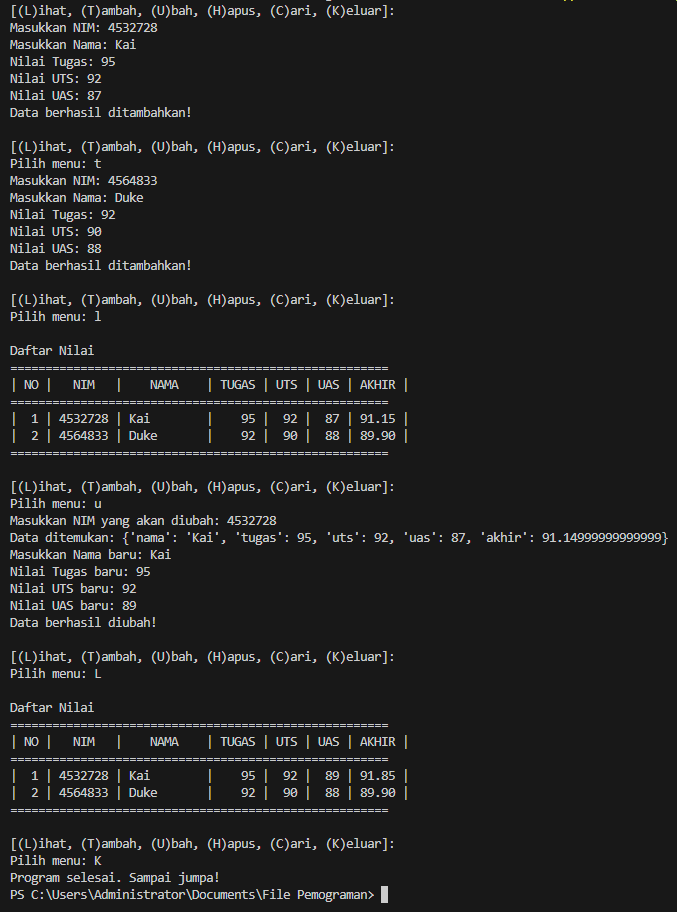 [(L)ihat, (T)ambah, (U)bah, (H)apus, (C)ari, (K)eluar]:
Masukkan NIM: 4532728
Masukkan Nama: Kai
Nilai Tugas: 95
Nilai UTS: 92
Nilai UAS: 87
Data berhasil ditambahkan!

[(L)ihat, (T)ambah, (U)bah, (H)apus, (C)ari, (K)eluar]:
Pilih menu: t
Masukkan NIM: 4564833
Masukkan Nama: Duke
Nilai Tugas: 92
Nilai UTS: 90
Nilai UAS: 88
Data berhasil ditambahkan!

[(L)ihat, (T)ambah, (U)bah, (H)apus, (C)ari, (K)eluar]:
Pilih menu: l

Daftar Nilai
======================================================
| NO |   NIM   |    NAMA    | TUGAS | UTS | UAS | AKHIR |
======================================================
|  1 | 4532728 | Kai        |    95 |  92 |  87 | 91.15 |
|  2 | 4564833 | Duke       |    92 |  90 |  88 | 89.90 |
======================================================

[(L)ihat, (T)ambah, (U)bah, (H)apus, (C)ari, (K)eluar]:
Pilih menu: u
Masukkan NIM yang akan diubah: 4532728
Data ditemukan: {'nama': 'Kai', 'tugas': 95, 'uts': 92, 'uas': 87, 'akhir': 91.14999999999999}
Masukkan Nama baru: Kai
Nilai Tugas baru: 95
Nilai UTS baru: 92
Nilai UAS baru: 89
Data berhasil diubah!

[(L)ihat, (T)ambah, (U)bah, (H)apus, (C)ari, (K)eluar]:
Pilih menu: L

Daftar Nilai
======================================================
| NO |   NIM   |    NAMA    | TUGAS | UTS | UAS | AKHIR |
======================================================
|  1 | 4532728 | Kai        |    95 |  92 |  89 | 91.85 |
|  2 | 4564833 | Duke       |    92 |  90 |  88 | 89.90 |
======================================================

[(L)ihat, (T)ambah, (U)bah, (H)apus, (C)ari, (K)eluar]:
Pilih menu: K
Program selesai. Sampai jumpa!
PS C:\Users\Administrator\Documents\File Pemograman>